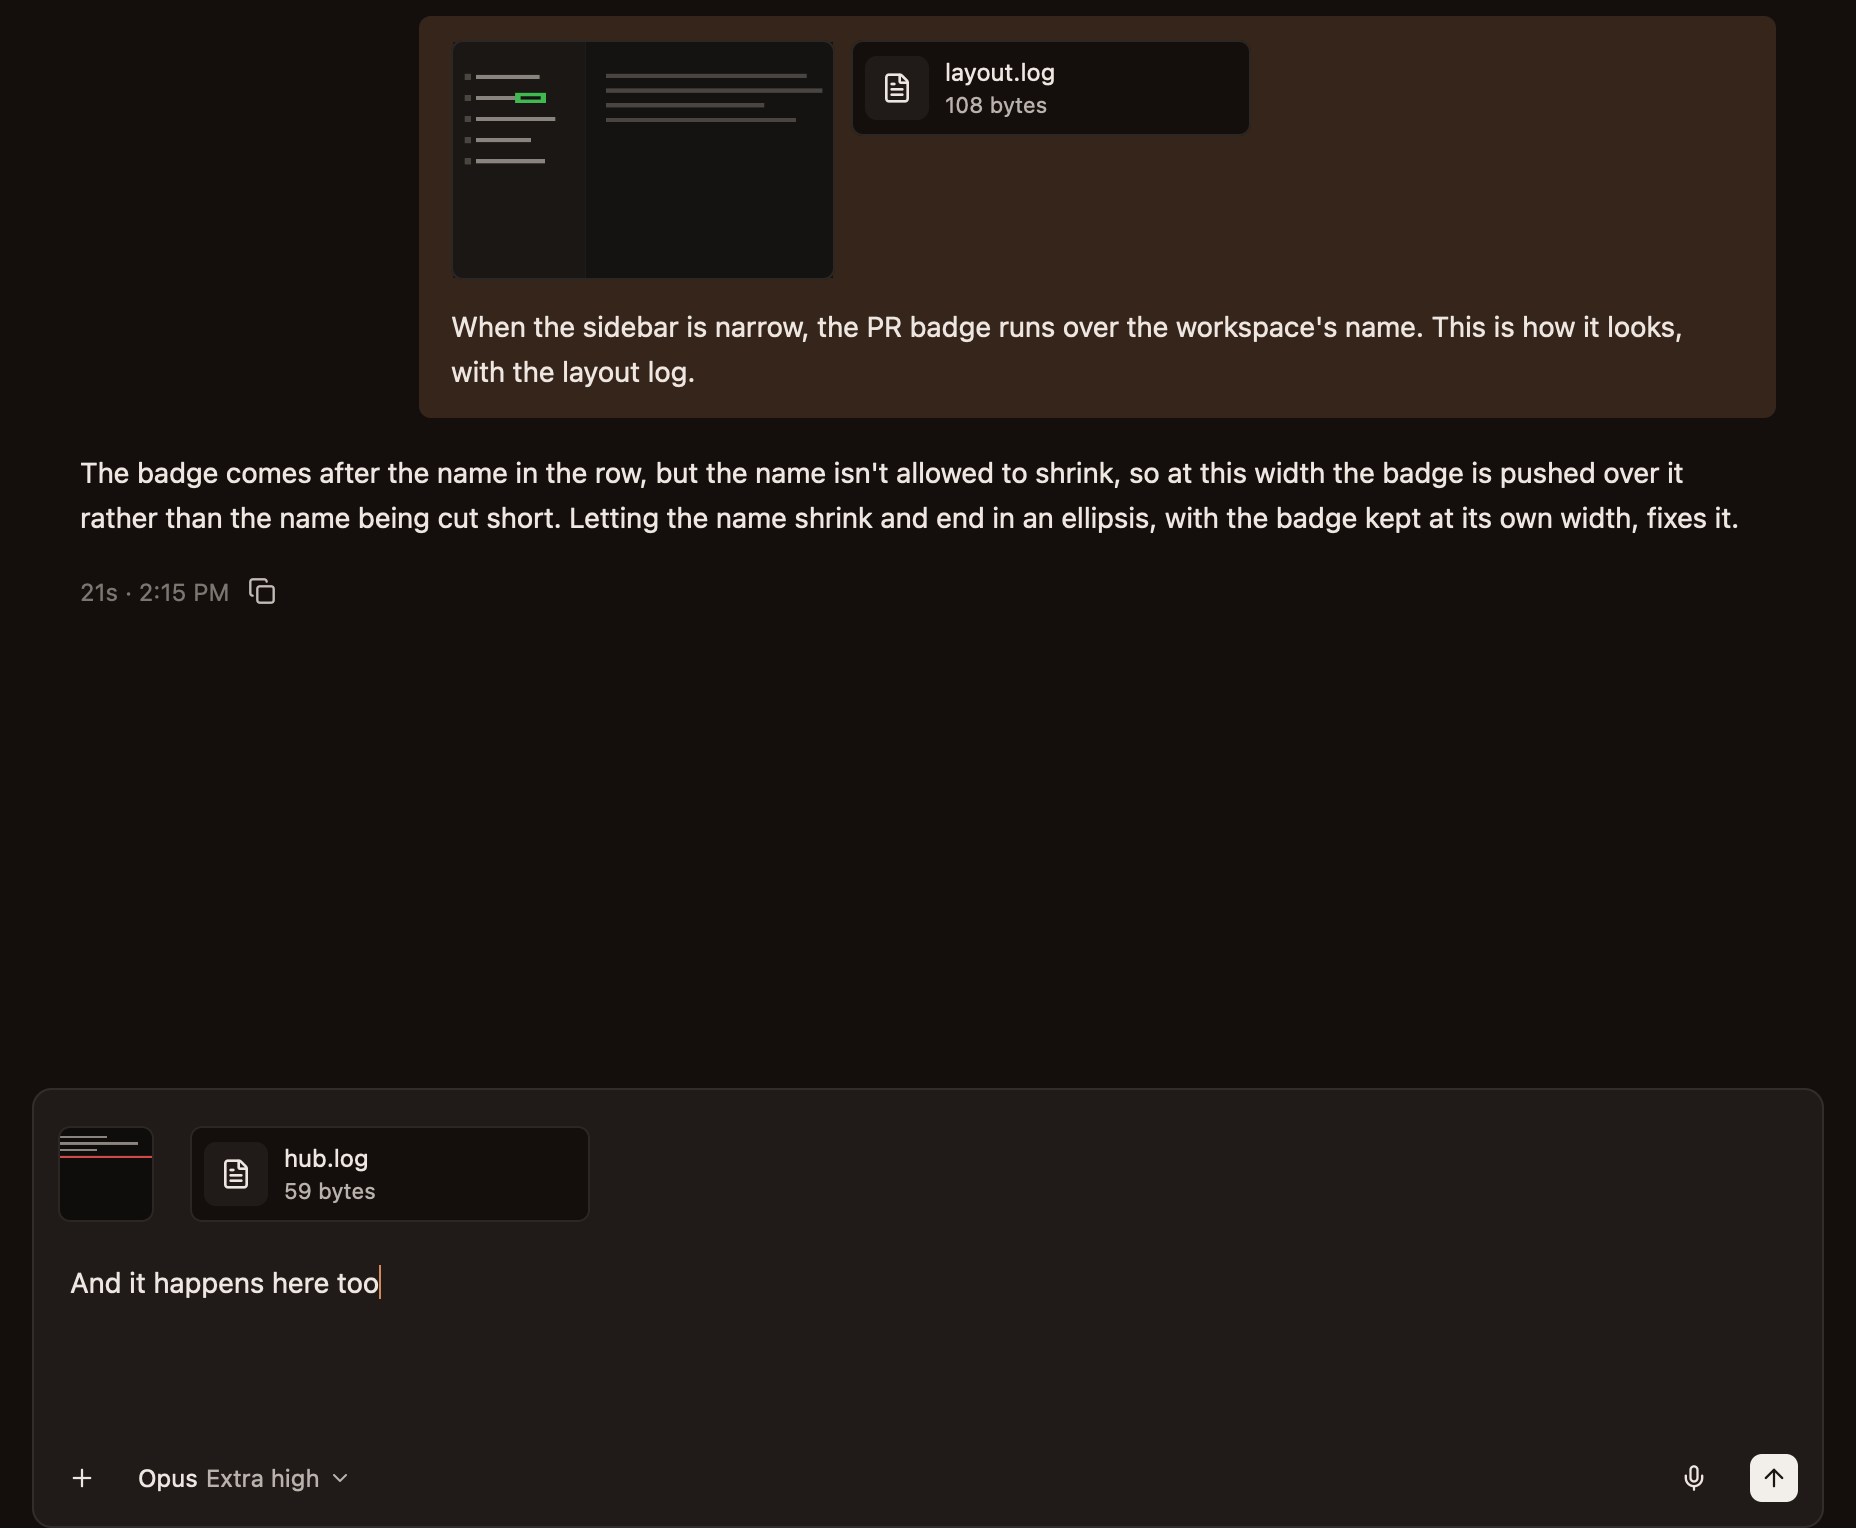 layout.log
108 bytes
When the sidebar is narrow, the PR badge runs over the workspace's name. This is how it looks,
with the layout log.
The badge comes after the name in the row, but the name isn't allowed to shrink, so at this width the badge is pushed over it
rather than the name being cut short. Letting the name shrink and end in an ellipsis, with the badge kept at its own width, fixes it.
21s · 2:15 PM
hub.log
59 bytes
And it happens here too
Opus Extra high